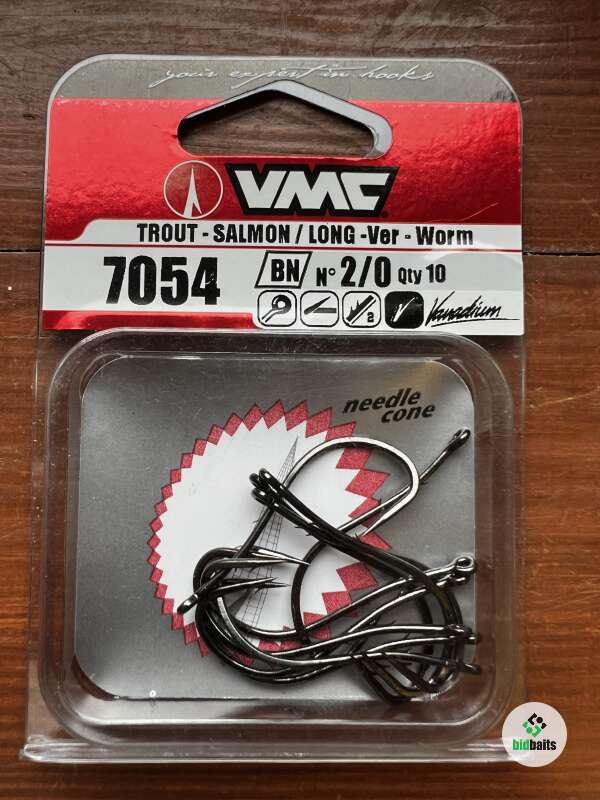 your expert in hooks
VMC
TROUT - SALMON / LONG -Ver - Worm
7054
BN N° 2/0 Qty 10
2 Vanadium
needle
cone
bidbaits